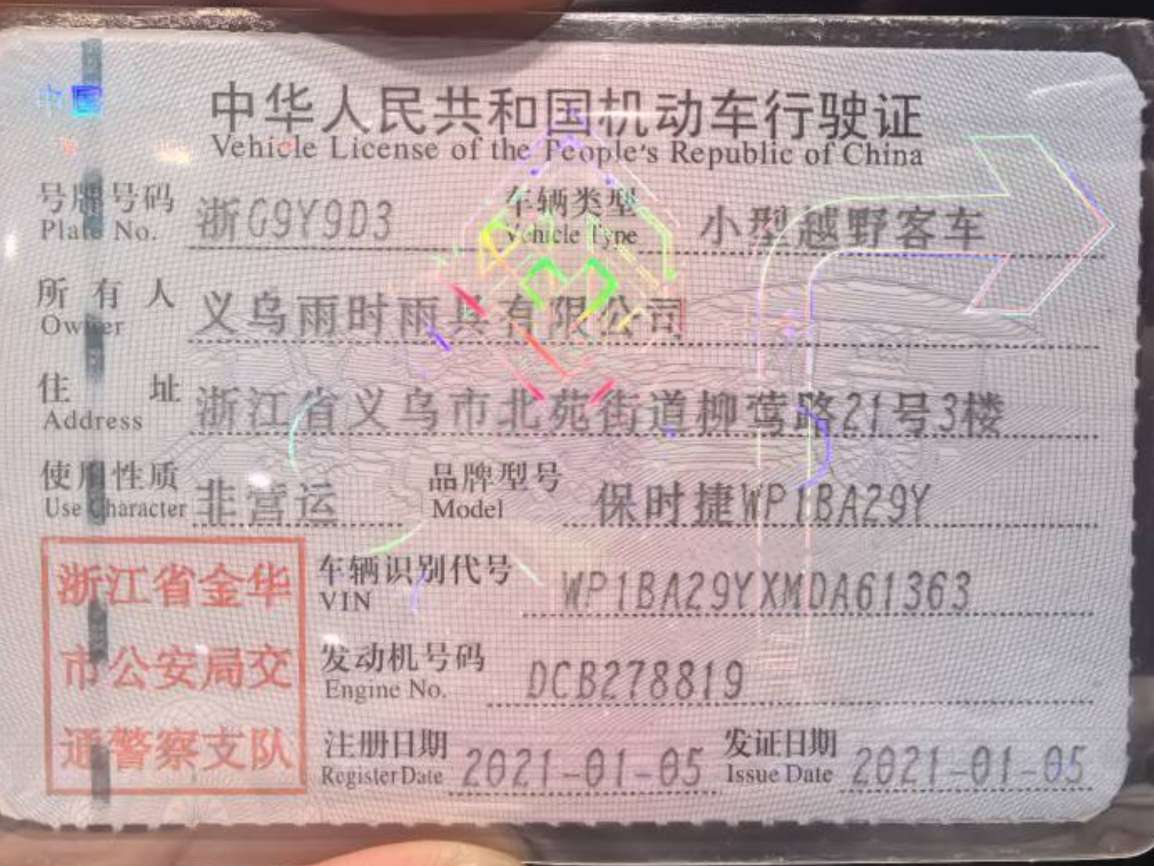 中国
中华人民共和国机动车行驶证
Vehicle License of the People's Republic of China
号牌号码 浙G9Y9D3 车辆类型 小型越野客车
Plate No. Vehicle Type
所有人 义乌雨时雨具有限公司
Owner
住址 浙江省义乌市北苑街道柳莺路21号3楼
Address
使用性质 非营运 品牌型号 保时捷WP1BA29Y
Use Character Model
浙江省金华
市公安局交
通警察支队
车辆识别代号 WP1BA29YXMDA61363
VIN
发动机号码 DCB278819
Engine No.
注册日期 2021-01-05 发证日期 2021-01-05
Register Date Issue Date